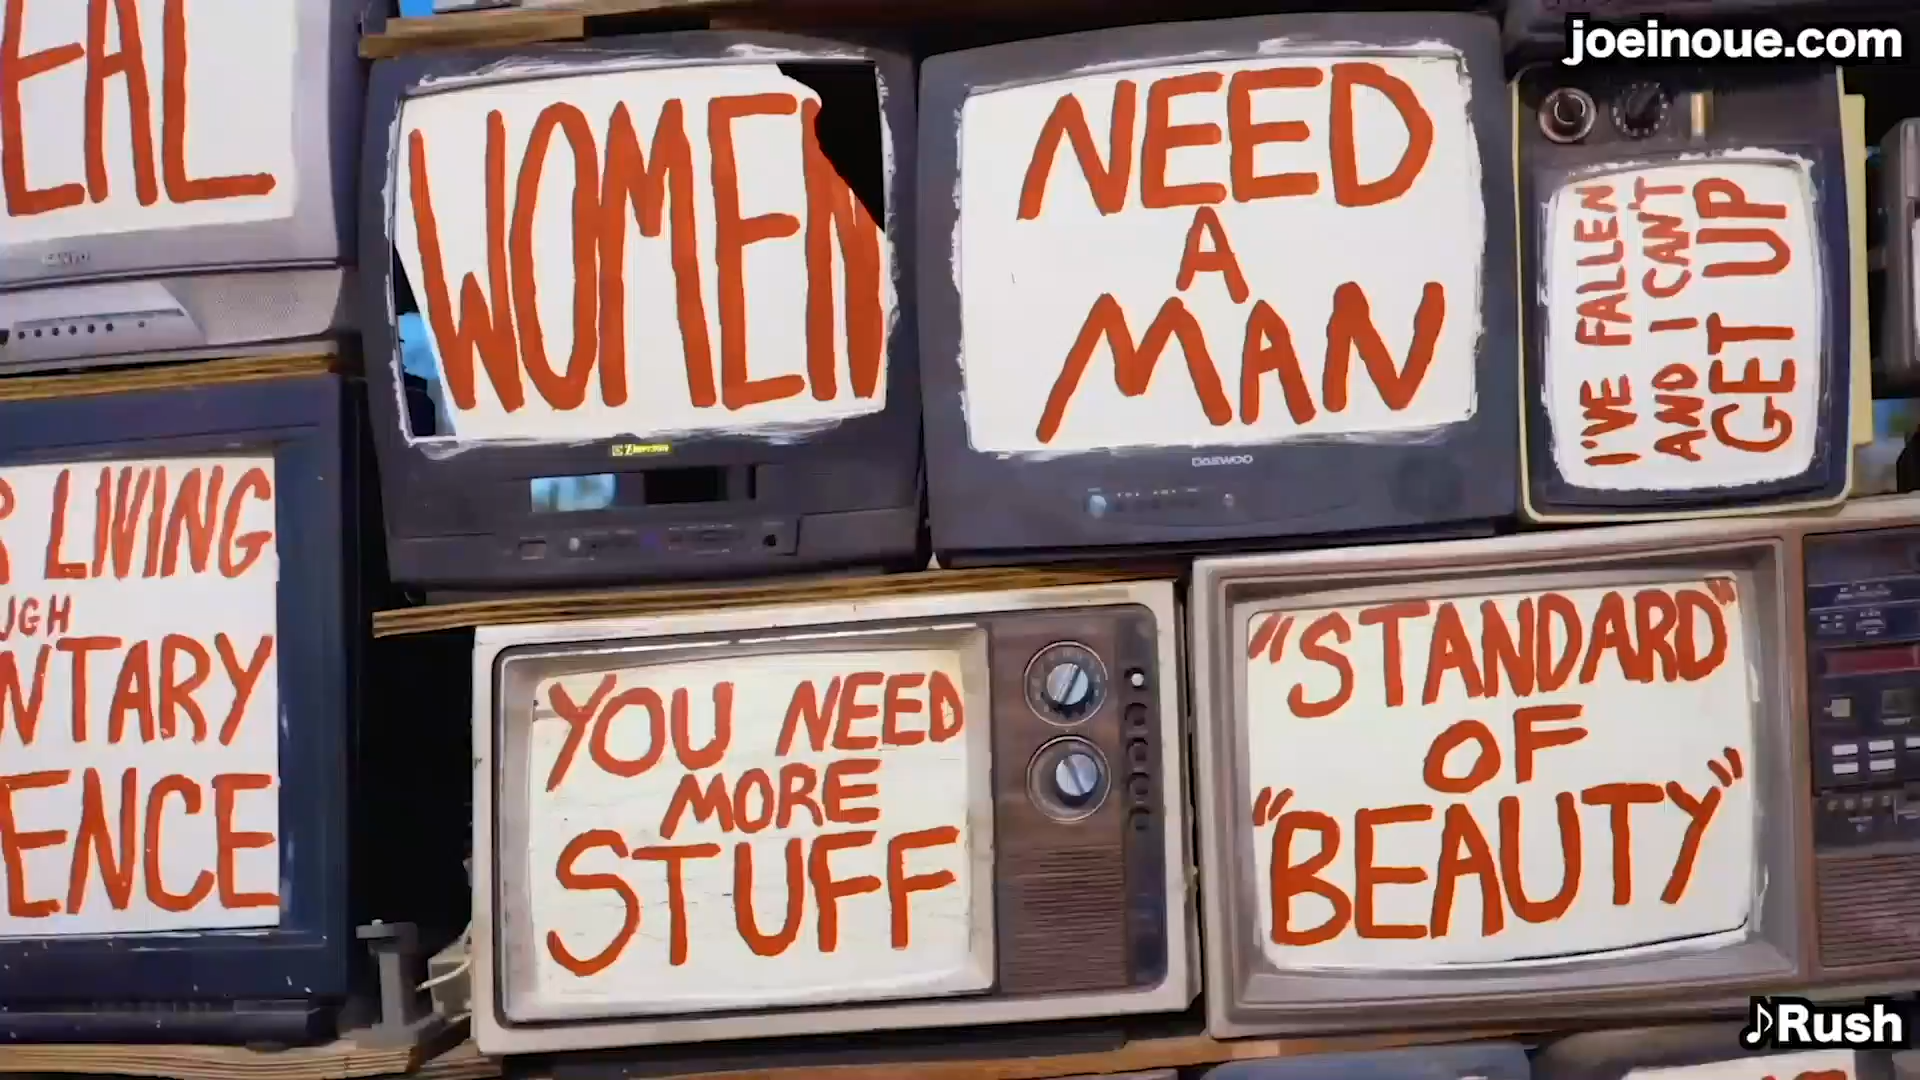 joeinoue.com
EAL
WOMEN
NEED
A
MAN
I'VE FALLEN
AND I CAN'T
GET UP
DAEWOO
LIVING
UGH
NTARY
ENCE
YOU NEED
MORE
STUFF
"STANDARD"
OF
"BEAUTY"
♪Rush